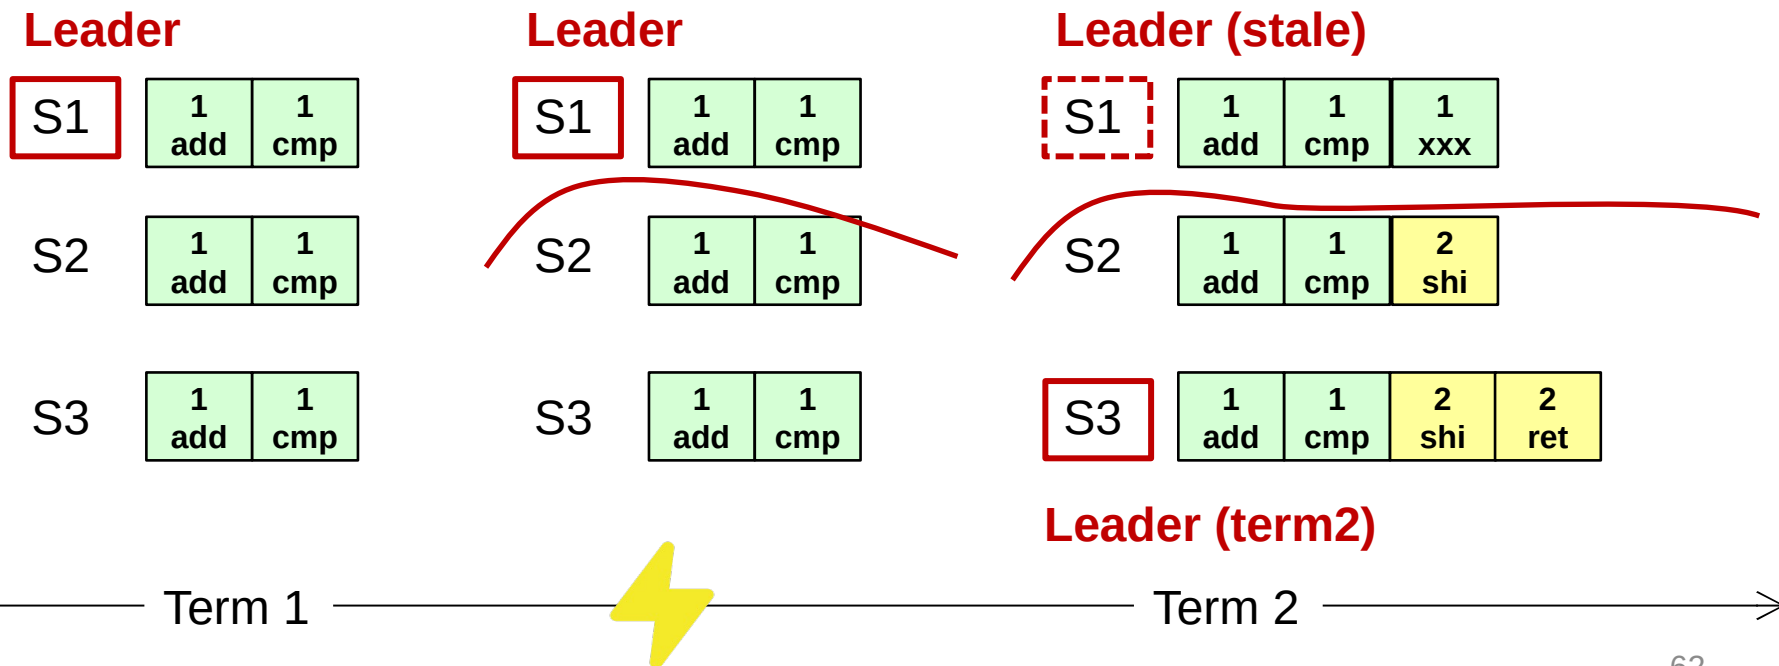 Leader
S1
1 1
add cmp
S2
1 1
add cmp
S3
1 1
add cmp
Leader
S1
1 1
add cmp
S2
1 1
add cmp
S3
1 1
add cmp
Leader (stale)
S1
1 1 1
add cmp xxx
S2
1 1 2
add cmp shi
S3
1 1 2 2
add cmp shi ret
Leader (term2)
Term 1
Term 2
62